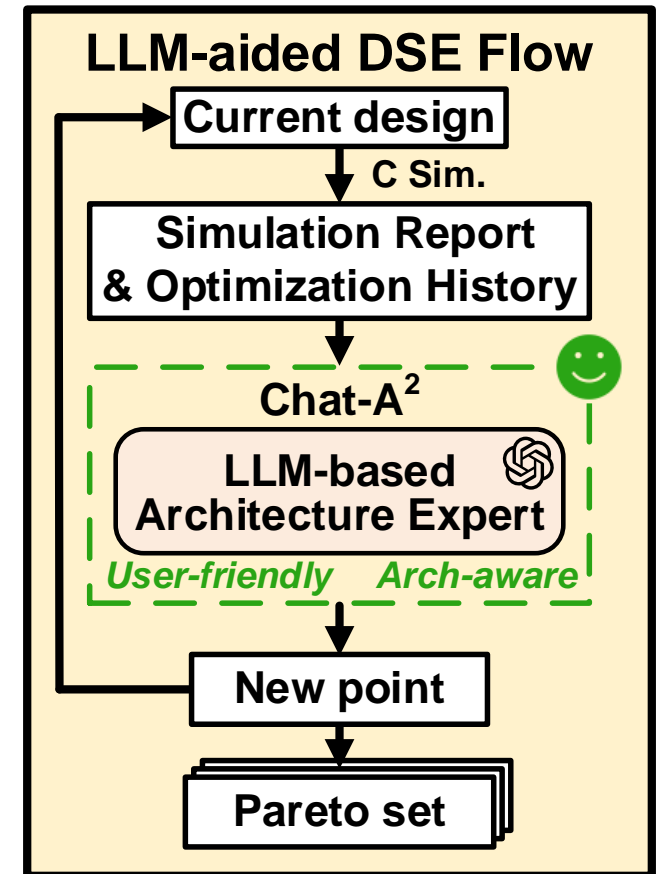 LLM-aided DSE Flow
Current design
C Sim.
Simulation Report
& Optimization History
Chat-A²
LLM-based
Architecture Expert
User-friendly Arch-aware
New point
Pareto set